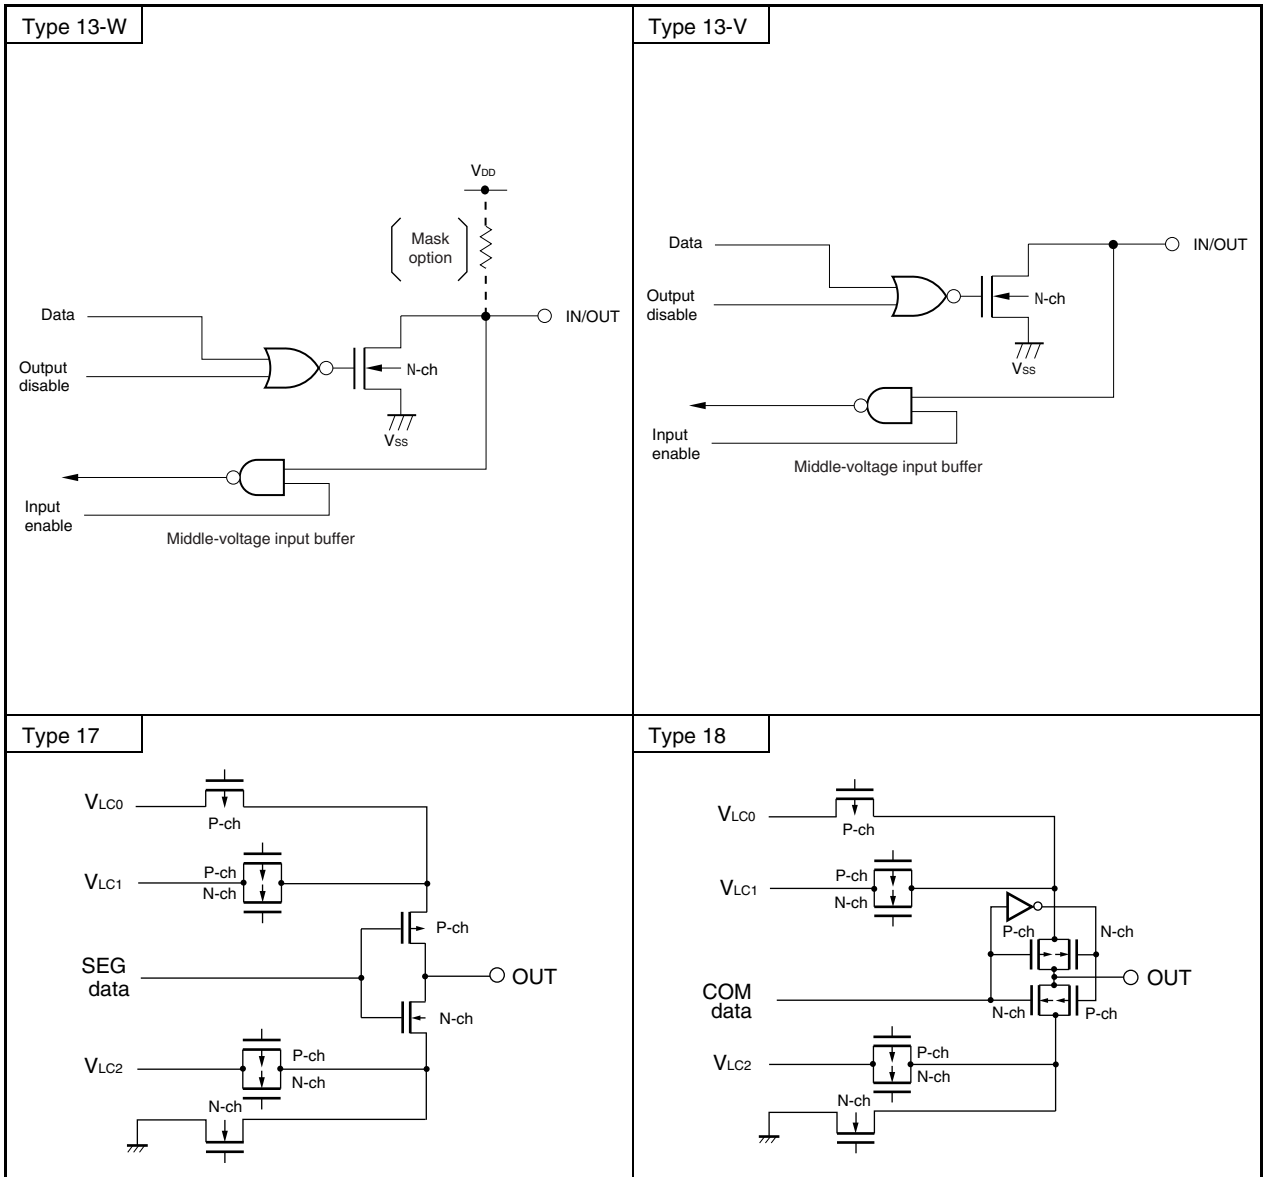 Type 13-W
VDD
Mask
option
Data
IN/OUT
Output
disable
N-ch
VSS
Input
enable
Middle-voltage input buffer
Type 13-V
Data
IN/OUT
Output
disable
N-ch
VSS
Input
enable
Middle-voltage input buffer
Type 17
VLC0
P-ch
VLC1
P-ch
N-ch
P-ch
SEG
data
OUT
N-ch
VLC2
P-ch
N-ch
N-ch
Type 18
VLC0
P-ch
VLC1
P-ch
N-ch
P-ch
N-ch
COM
data
OUT
N-ch
P-ch
VLC2
P-ch
N-ch
N-ch